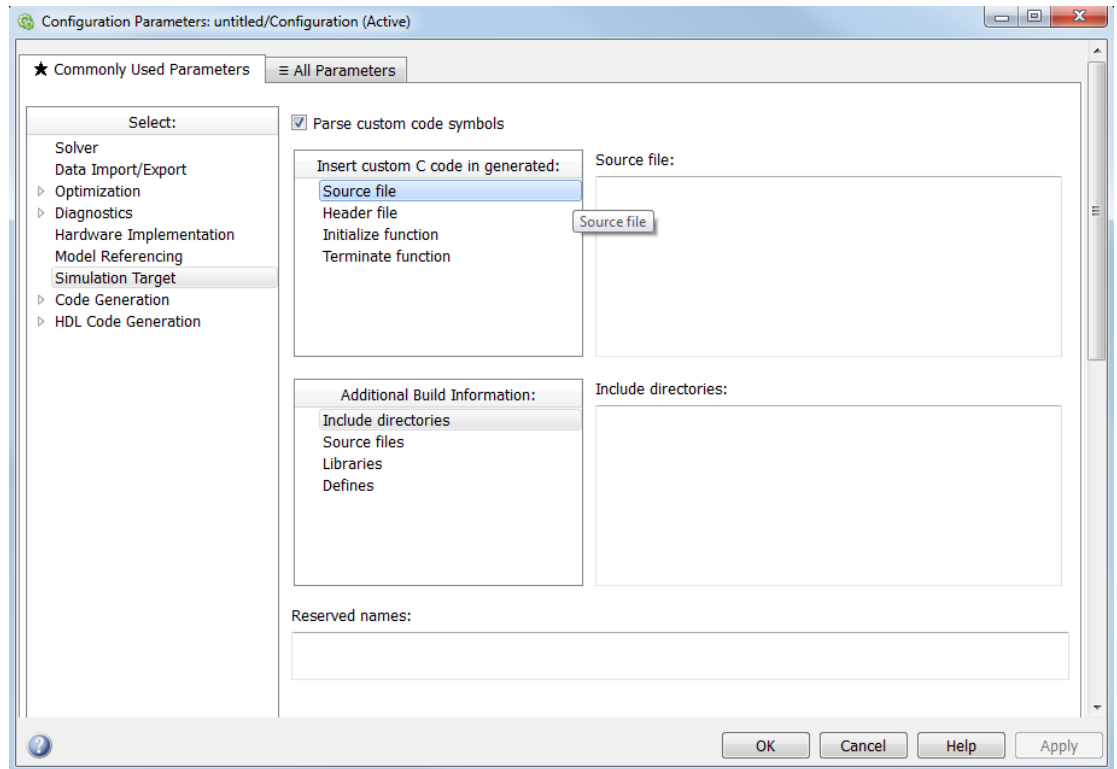 Configuration Parameters: untitled/Configuration (Active)
★ Commonly Used Parameters
≡ All Parameters
Select:
Solver
Data Import/Export
Optimization
Diagnostics
Hardware Implementation
Model Referencing
Simulation Target
Code Generation
HDL Code Generation
Parse custom code symbols
Insert custom C code in generated:
Source file
Header file
Initialize function
Terminate function
Source file:
Source file
Additional Build Information:
Include directories
Source files
Libraries
Defines
Include directories:
Reserved names:
OK
Cancel
Help
Apply